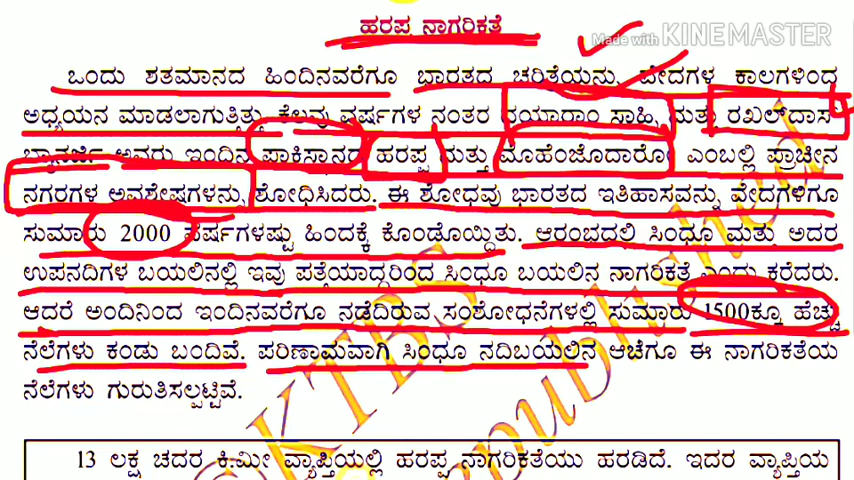 ಹರಪ್ಪ ನಾಗರಿಕತೆ
Made with KINEMASTER
ಒಂದು ಶತಮಾನದ ಹಿಂದಿನವರೆಗೂ ಭಾರತದ ಚರಿತ್ರೆಯನ್ನು ವೇದಗಳ ಕಾಲಗಳಿಂದ
ಅಧ್ಯಯನ ಮಾಡಲಾಗುತ್ತಿತ್ತು. ಕೆಲವು ವರ್ಷಗಳ ನಂತರ ದಯಾರಾಂ ಸಾಹ್ನಿ ಮತ್ತು ರಖಲ್‌ದಾಸ್
ಬ್ಯಾನರ್ಜಿ ಅವರು ಇಂದಿನ ಪಾಕಿಸ್ತಾನದ ಹರಪ್ಪ ಮತ್ತು ಮೊಹೆಂಜೊದಾರೋ ಎಂಬಲ್ಲಿ ಪ್ರಾಚೀನ
ನಗರಗಳ ಅವಶೇಷಗಳನ್ನು ಶೋಧಿಸಿದರು. ಈ ಶೋಧವು ಭಾರತದ ಇತಿಹಾಸವನ್ನು ವೇದಗಳಿಗೂ
ಸುಮಾರು 2000 ವರ್ಷಗಳಷ್ಟು ಹಿಂದಕ್ಕೆ ಕೊಂಡೊಯ್ದಿತು. ಆರಂಭದಲ್ಲಿ ಸಿಂಧೂ ಮತ್ತು ಅದರ
ಉಪನದಿಗಳ ಬಯಲಿನಲ್ಲಿ ಇವು ಪತ್ತೆಯಾದ್ದರಿಂದ ಸಿಂಧೂ ಬಯಲಿನ ನಾಗರಿಕತೆ ಎಂದು ಕರೆದರು.
ಆದರೆ ಅಂದಿನಿಂದ ಇಂದಿನವರೆಗೂ ನಡೆದಿರುವ ಸಂಶೋಧನೆಗಳಲ್ಲಿ ಸುಮಾರು 1500ಕ್ಕೂ ಹೆಚ್ಚು
ನೆಲೆಗಳು ಕಂಡು ಬಂದಿವೆ. ಪರಿಣಾಮವಾಗಿ ಸಿಂಧೂ ನದಿಬಯಲಿನ ಆಚೆಗೂ ಈ ನಾಗರಿಕತೆಯ
ನೆಲೆಗಳು ಗುರುತಿಸಲ್ಪಟ್ಟಿವೆ.
©KTBS
republished
13 ಲಕ್ಷ ಚದರ ಕಿ.ಮೀ ವ್ಯಾಪ್ತಿಯಲ್ಲಿ ಹರಪ್ಪ ನಾಗರಿಕತೆಯು ಹರಡಿದೆ. ಇದರ ವ್ಯಾಪ್ತಿಯ